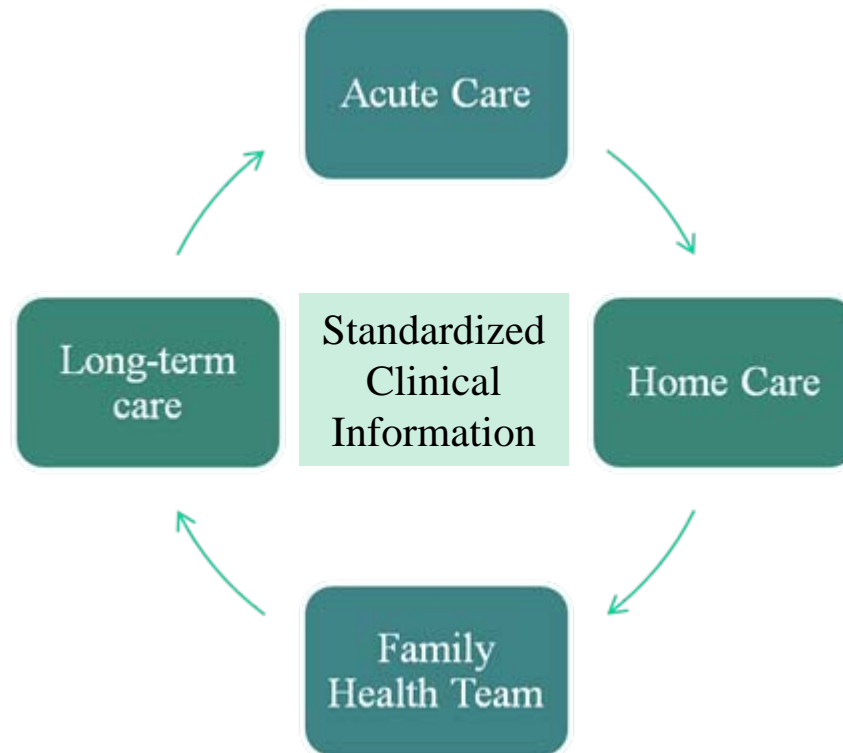 Acute Care
Long-term
care
Standardized
Clinical
Information
Home Care
Family
Health Team